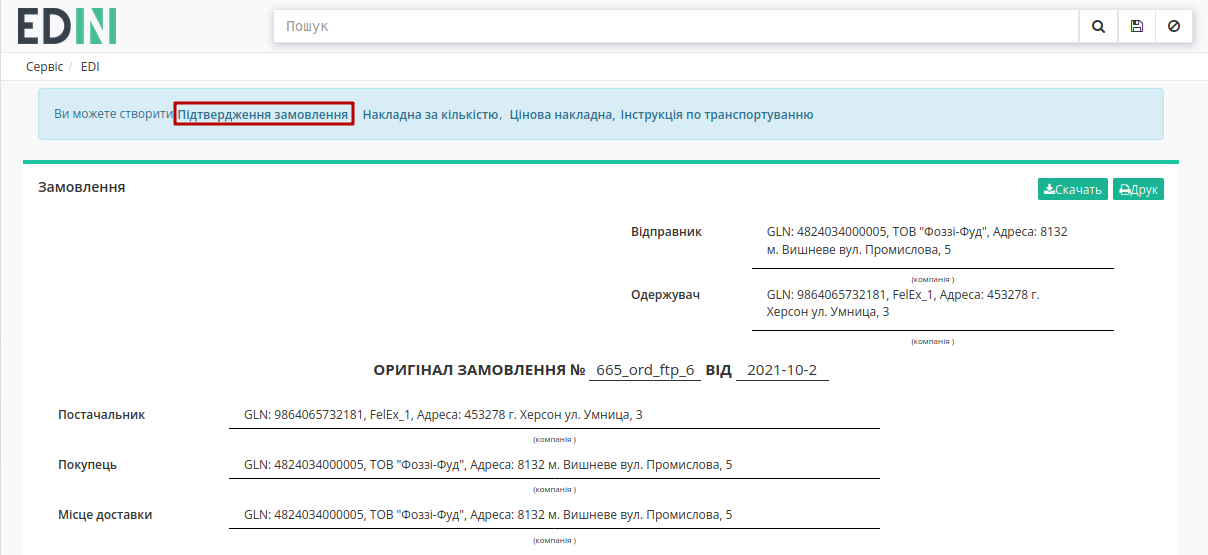 EDIN
Пошук
Сервіс / EDI
Ви можете створити Підтвердження замовлення Накладна за кількістю, Цінова накладна, Інструкція по транспортуванню
Замовлення
Скачать Друк
Відправник GLN: 4824034000005, ТОВ "Фоззі-Фуд", Адреса: 8132
м. Вишневе вул. Промислова, 5
(компанія )
Одержувач GLN: 9864065732181, FelEx_1, Адреса: 453278 г.
Херсон ул. Умница, 3
(компанія )
ОРИГІНАЛ ЗАМОВЛЕННЯ № 665_ord_ftp_6 ВІД 2021-10-2
Постачальник GLN: 9864065732181, FelEx_1, Адреса: 453278 г. Херсон ул. Умница, 3
(компанія )
Покупець GLN: 4824034000005, ТОВ "Фоззі-Фуд", Адреса: 8132 м. Вишневе вул. Промислова, 5
(компанія )
Місце доставки GLN: 4824034000005, ТОВ "Фоззі-Фуд", Адреса: 8132 м. Вишневе вул. Промислова, 5
(компанія )